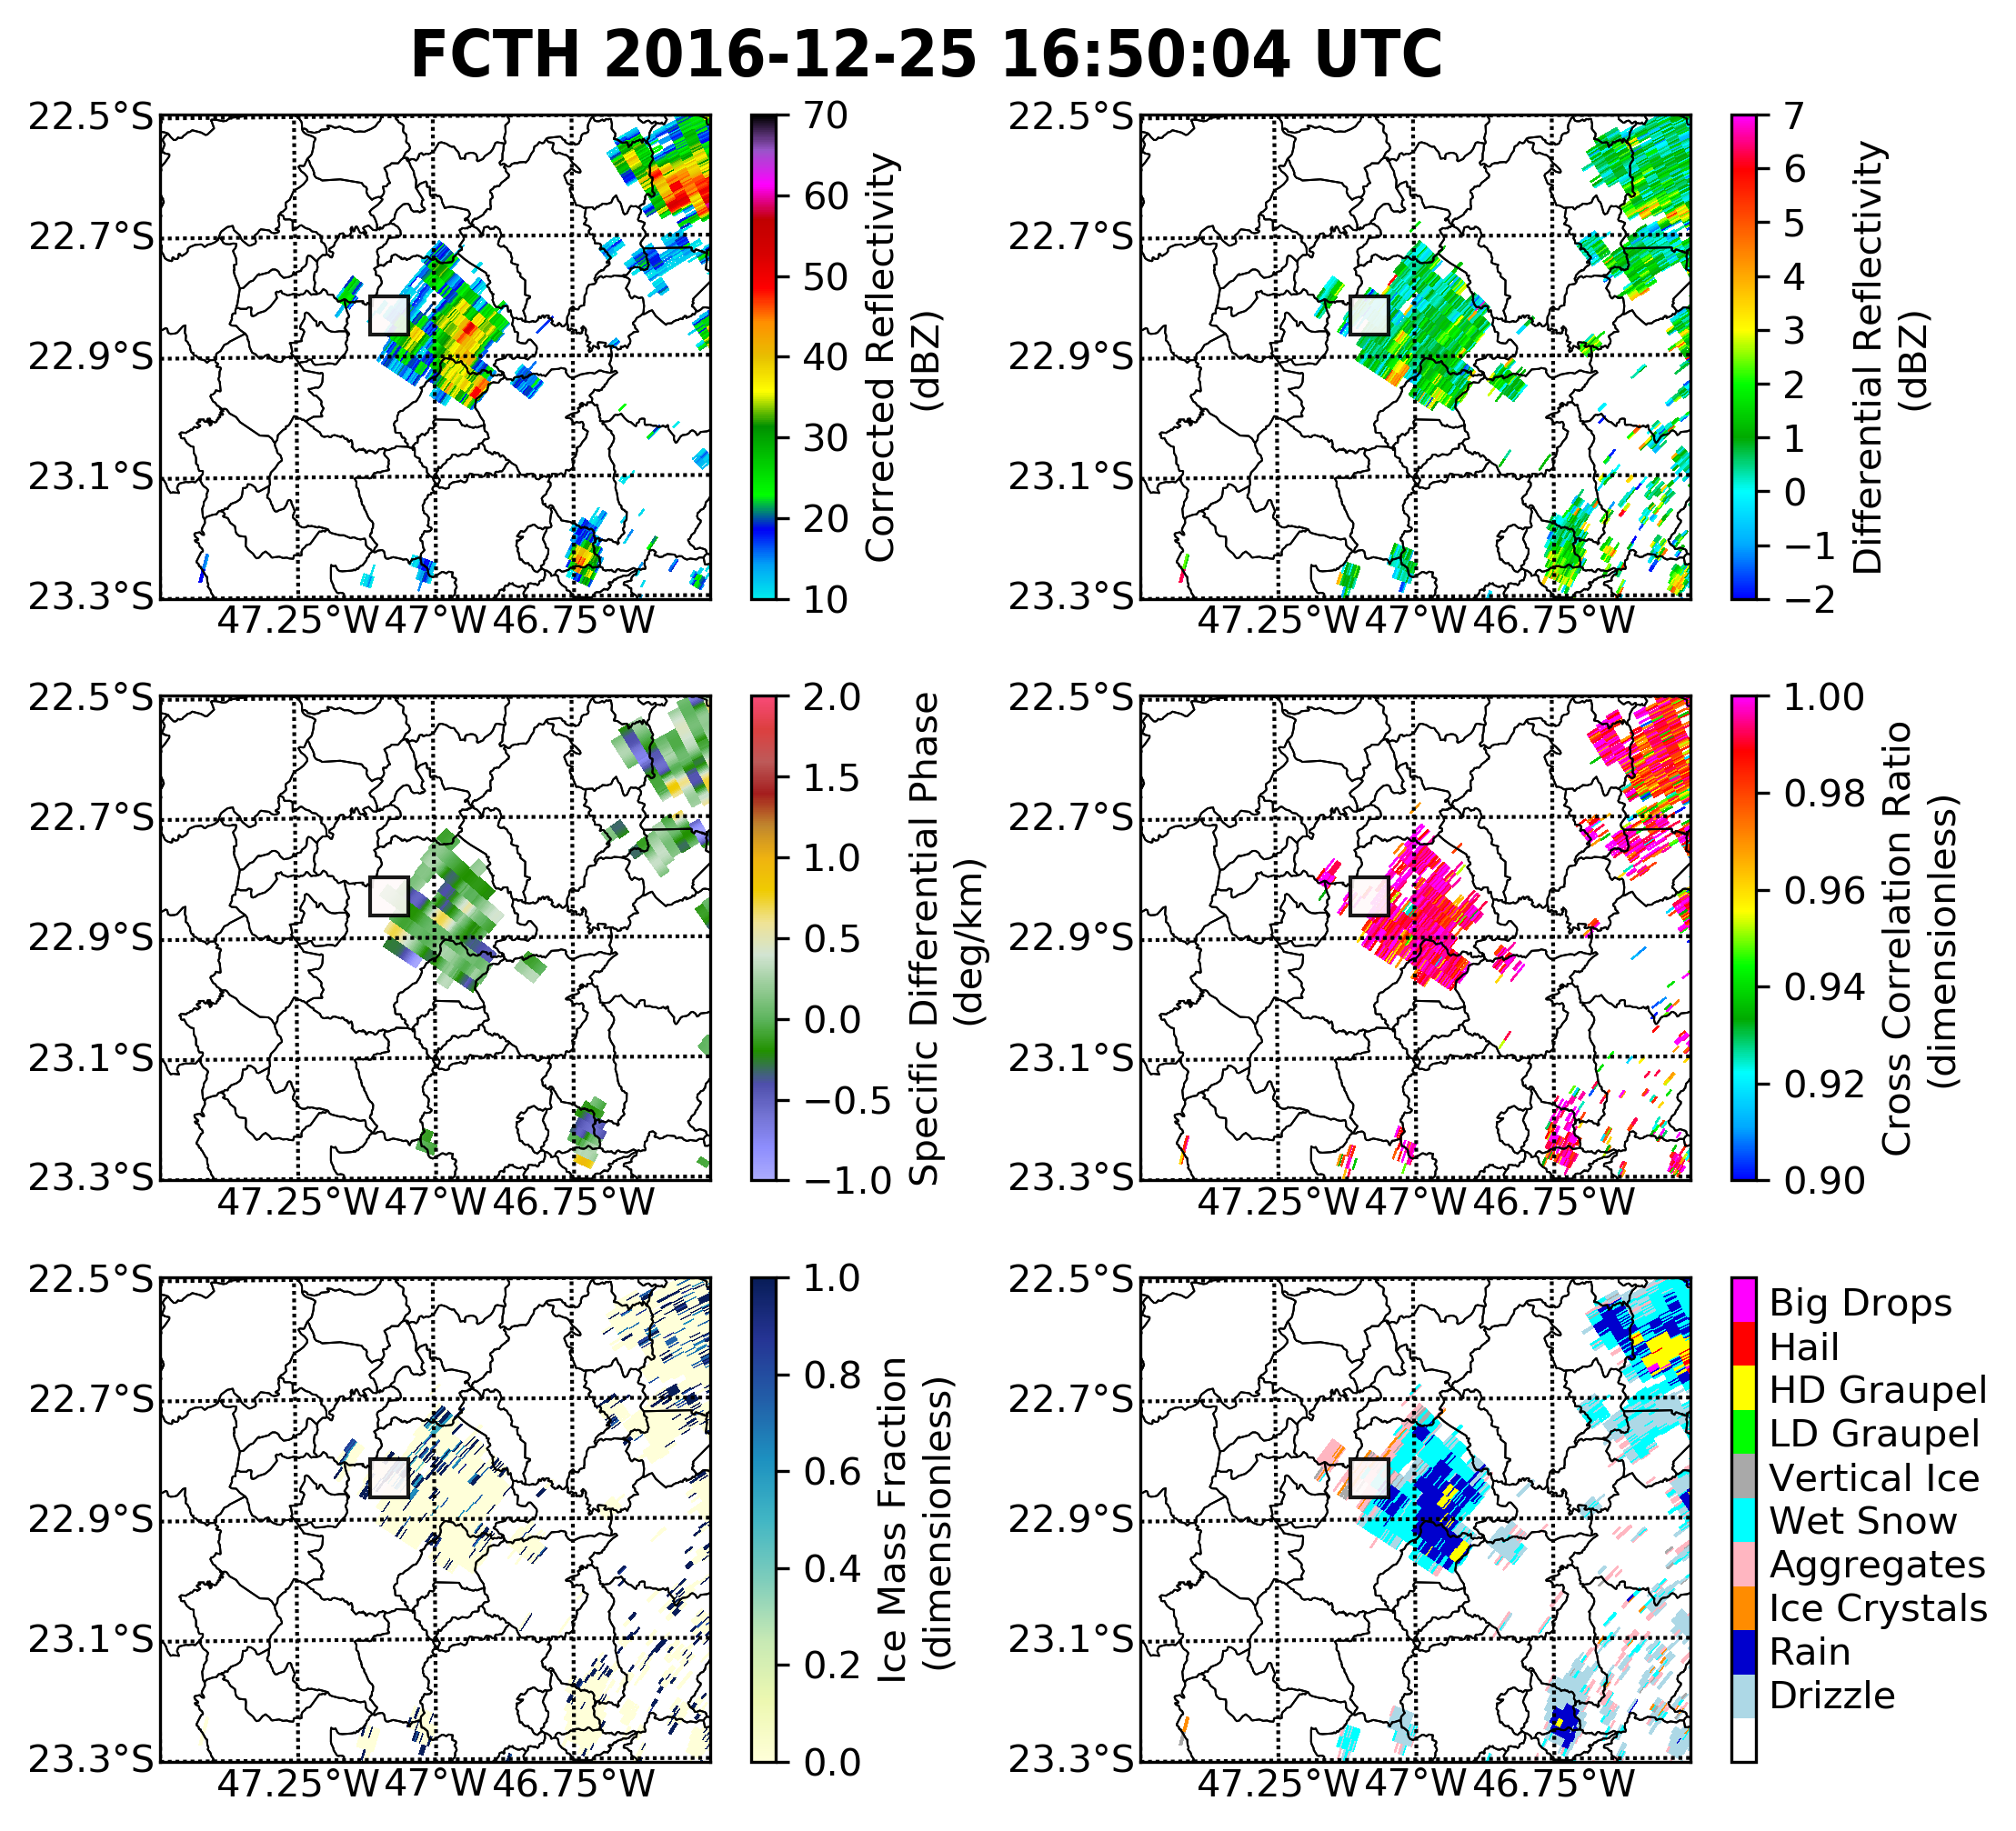 FCTH 2016-12-25 16:50:04 UTC
22.5°S
22.7°S
22.9°S
23.1°S
23.3°S
47.25°W 47°W 46.75°W
70
60
50
40
30
20
10
Corrected Reflectivity
(dBZ)
22.5°S
22.7°S
22.9°S
23.1°S
23.3°S
47.25°W 47°W 46.75°W
7
6
5
4
3
2
1
0
−1
−2
Differential Reflectivity
(dBZ)
22.5°S
22.7°S
22.9°S
23.1°S
23.3°S
47.25°W 47°W 46.75°W
2.0
1.5
1.0
0.5
0.0
−0.5
−1.0
Specific Differential Phase
(deg/km)
22.5°S
22.7°S
22.9°S
23.1°S
23.3°S
47.25°W 47°W 46.75°W
1.00
0.98
0.96
0.94
0.92
0.90
Cross Correlation Ratio
(dimensionless)
22.5°S
22.7°S
22.9°S
23.1°S
23.3°S
47.25°W 47°W 46.75°W
1.0
0.8
0.6
0.4
0.2
0.0
Ice Mass Fraction
(dimensionless)
22.5°S
22.7°S
22.9°S
23.1°S
23.3°S
47.25°W 47°W 46.75°W
Big Drops
Hail
HD Graupel
LD Graupel
Vertical Ice
Wet Snow
Aggregates
Ice Crystals
Rain
Drizzle